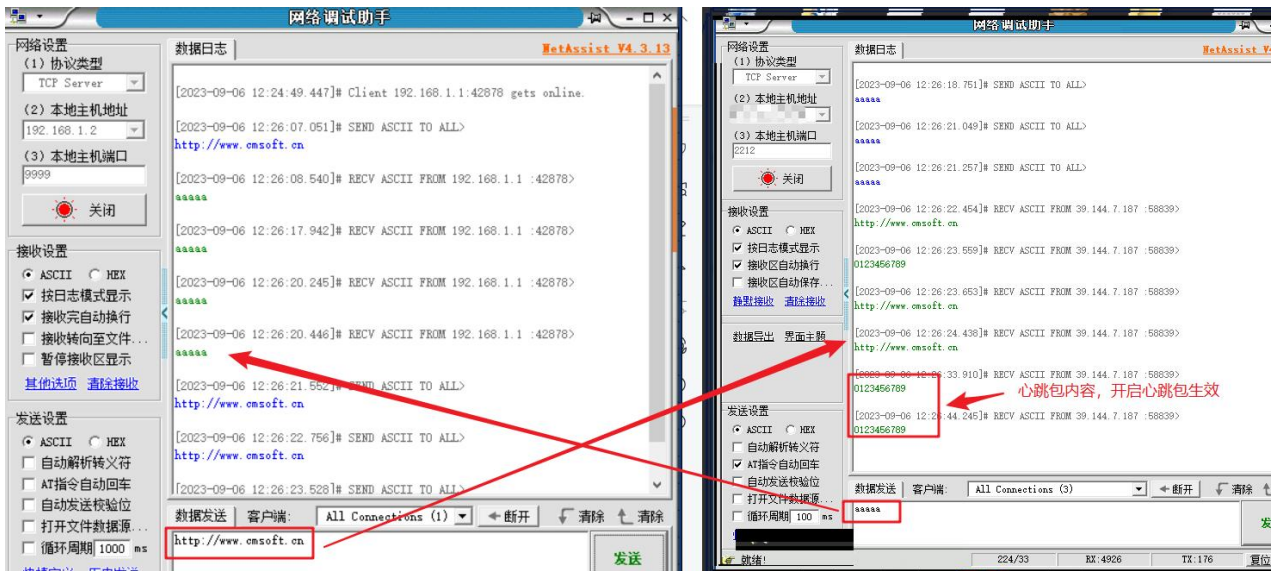 网络调试助手
网络设置
(1) 协议类型
TCP Server
(2) 本地主机地址
192.168.1.2
(3) 本地主机端口
9999
关闭
接收设置
ASCII HEX
按日志模式显示
接收完自动换行
接收转向至文件...
暂停接收区显示
其他选项 清除接收
发送设置
ASCII HEX
自动解析转义符
AT指令自动回车
自动发送校验位
打开文件数据源...
循环周期 1000 ms
数据日志
NetAssist V4.3.13
[2023-09-06 12:24:49.447]# Client 192.168.1.1:42878 gets online.
[2023-09-06 12:26:07.051]# SEND ASCII TO ALL>
http://www.cmsoft.cn
[2023-09-06 12:26:08.540]# RECV ASCII FROM 192.168.1.1 :42878>
aaaaa
[2023-09-06 12:26:17.942]# RECV ASCII FROM 192.168.1.1 :42878>
aaaaa
[2023-09-06 12:26:20.245]# RECV ASCII FROM 192.168.1.1 :42878>
aaaaa
[2023-09-06 12:26:20.446]# RECV ASCII FROM 192.168.1.1 :42878>
aaaaa
[2023-09-06 12:26:21.552]# SEND ASCII TO ALL>
http://www.cmsoft.cn
[2023-09-06 12:26:22.756]# SEND ASCII TO ALL>
http://www.cmsoft.cn
[2023-09-06 12:26:23.528]# SEND ASCII TO ALL>
数据发送 客户端: All Connections (1) 断开 清除 清除
http://www.cmsoft.cn
发送
网络调试助手
网络设置
(1) 协议类型
TCP Server
(2) 本地主机地址
(3) 本地主机端口
2212
关闭
接收设置
ASCII HEX
按日志模式显示
接收区自动换行
接收区自动保存...
静默接收 清除接收
数据导出 界面主题
发送设置
ASCII HEX
自动解析转义符
AT指令自动回车
自动发送校验位
打开文件数据源...
循环周期 100 ms
就绪!
数据日志
NetAssist V4
[2023-09-06 12:26:18.751]# SEND ASCII TO ALL>
aaaaa
[2023-09-06 12:26:21.049]# SEND ASCII TO ALL>
aaaaa
[2023-09-06 12:26:21.257]# SEND ASCII TO ALL>
aaaaa
[2023-09-06 12:26:22.454]# RECV ASCII FROM 39.144.7.187 :58839>
http://www.cmsoft.cn
[2023-09-06 12:26:23.559]# RECV ASCII FROM 39.144.7.187 :58839>
0123456789
[2023-09-06 12:26:23.653]# RECV ASCII FROM 39.144.7.187 :58839>
http://www.cmsoft.cn
[2023-09-06 12:26:24.438]# RECV ASCII FROM 39.144.7.187 :58839>
http://www.cmsoft.cn
[2023-09-06 12:26:33.910]# RECV ASCII FROM 39.144.7.187 :58839>
0123456789
心跳包内容，开启心跳包生效
[2023-09-06 12:26:44.245]# RECV ASCII FROM 39.144.7.187 :58839>
0123456789
数据发送 客户端: All Connections (3) 断开 清除
aaaaa
224/33 RX:4926 TX:176 复位